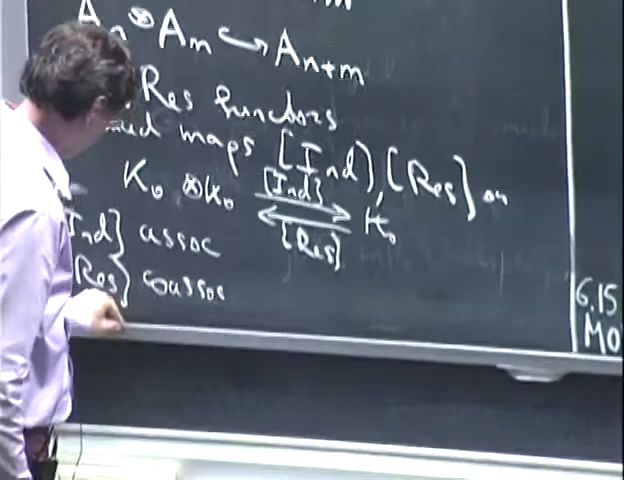 Aₙ ⊗ Aₘ ↪ Aₙ₊ₘ
Res functors
maps [Ind], [Res] on
K₀ ⊗ K₀ [Ind] ⇄ [Res] K₀
Ind] assoc
Res] coassoc
6.15
MO